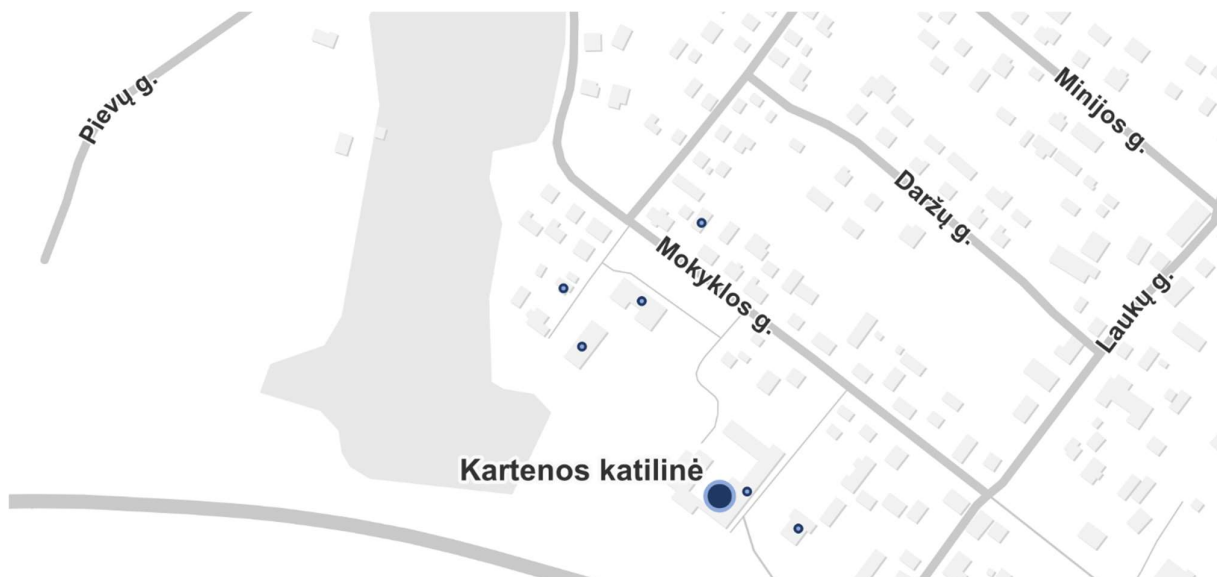 Pievų g.
Minijos g.
Daržų g.
Mokyklos g.
Laukų g.
Kartenos katilinė